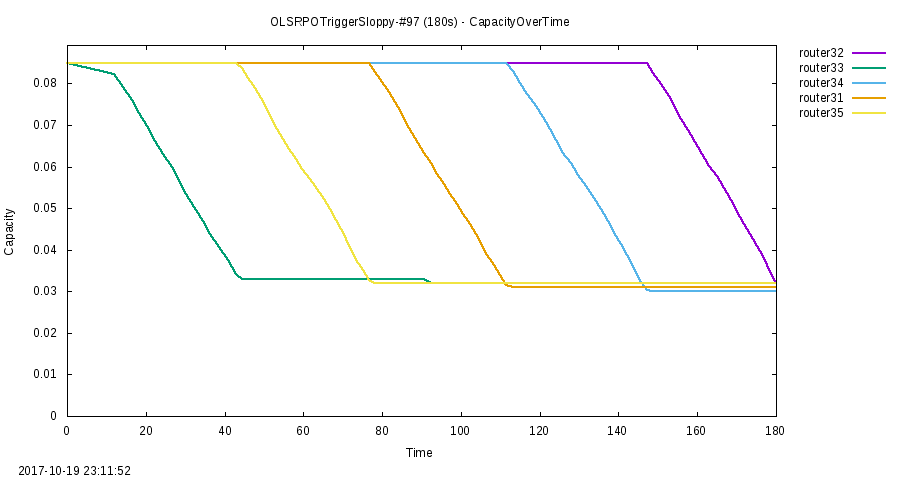 OLSRPOTriggerSloppy-#97 (180s) - CapacityOverTime
router32
router33
router34
router31
router35
Capacity
0.08
0.07
0.06
0.05
0.04
0.03
0.02
0.01
0
0 20 40 60 80 100 120 140 160 180
Time
2017-10-19 23:11:52